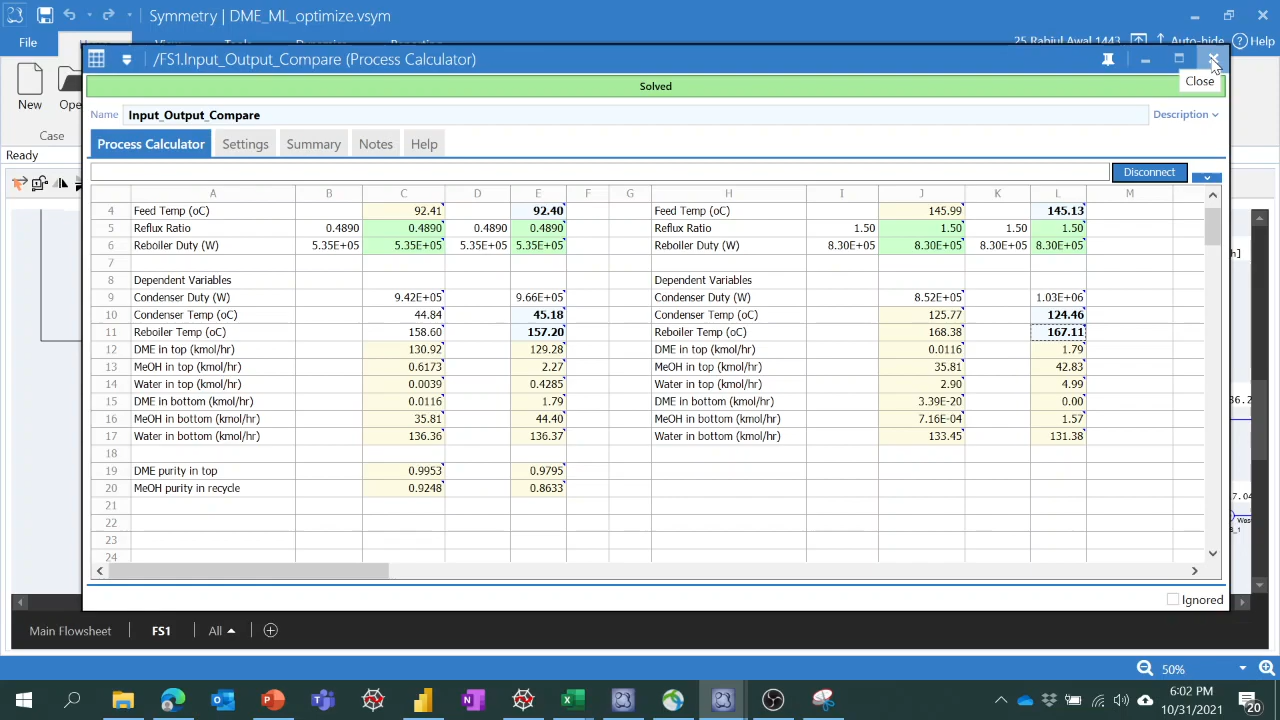 Symmetry | DME_ML_optimize.vsym
File
25 Rabiul Awal 1443 Auto-hide Help
/FS1.Input_Output_Compare (Process Calculator)
New
Close
Solved
Case
Name Input_Output_Compare Description
Ready
Process Calculator Settings Summary Notes Help
Disconnect
A B C D E F G H I J K L M
4 Feed Temp (oC) 92.41 92.40 Feed Temp (oC) 145.99 145.13
5 Reflux Ratio 0.4890 0.4890 0.4890 0.4890 Reflux Ratio 1.50 1.50 1.50 1.50
6 Reboiler Duty (W) 5.35E+05 5.35E+05 5.35E+05 5.35E+05 Reboiler Duty (W) 8.30E+05 8.30E+05 8.30E+05 8.30E+05
7
8 Dependent Variables Dependent Variables
9 Condenser Duty (W) 9.42E+05 9.66E+05 Condenser Duty (W) 8.52E+05 1.03E+06
10 Condenser Temp (oC) 44.84 45.18 Condenser Temp (oC) 125.77 124.46
11 Reboiler Temp (oC) 158.60 157.20 Reboiler Temp (oC) 168.38 167.11
12 DME in top (kmol/hr) 130.92 129.28 DME in top (kmol/hr) 0.0116 1.79
13 MeOH in top (kmol/hr) 0.6173 2.27 MeOH in top (kmol/hr) 35.81 42.83
14 Water in top (kmol/hr) 0.0039 0.4285 Water in top (kmol/hr) 2.90 4.99
15 DME in bottom (kmol/hr) 0.0116 1.79 DME in bottom (kmol/hr) 3.39E-20 0.00
16 MeOH in bottom (kmol/hr) 35.81 44.40 MeOH in bottom (kmol/hr) 7.16E-04 1.57
17 Water in bottom (kmol/hr) 136.36 136.37 Water in bottom (kmol/hr) 133.45 131.38
18
19 DME purity in top 0.9953 0.9795
20 MeOH purity in recycle 0.9248 0.8633
21
22
23
24
Ignored
Main Flowsheet FS1 All
50%
6:02 PM
10/31/2021
20